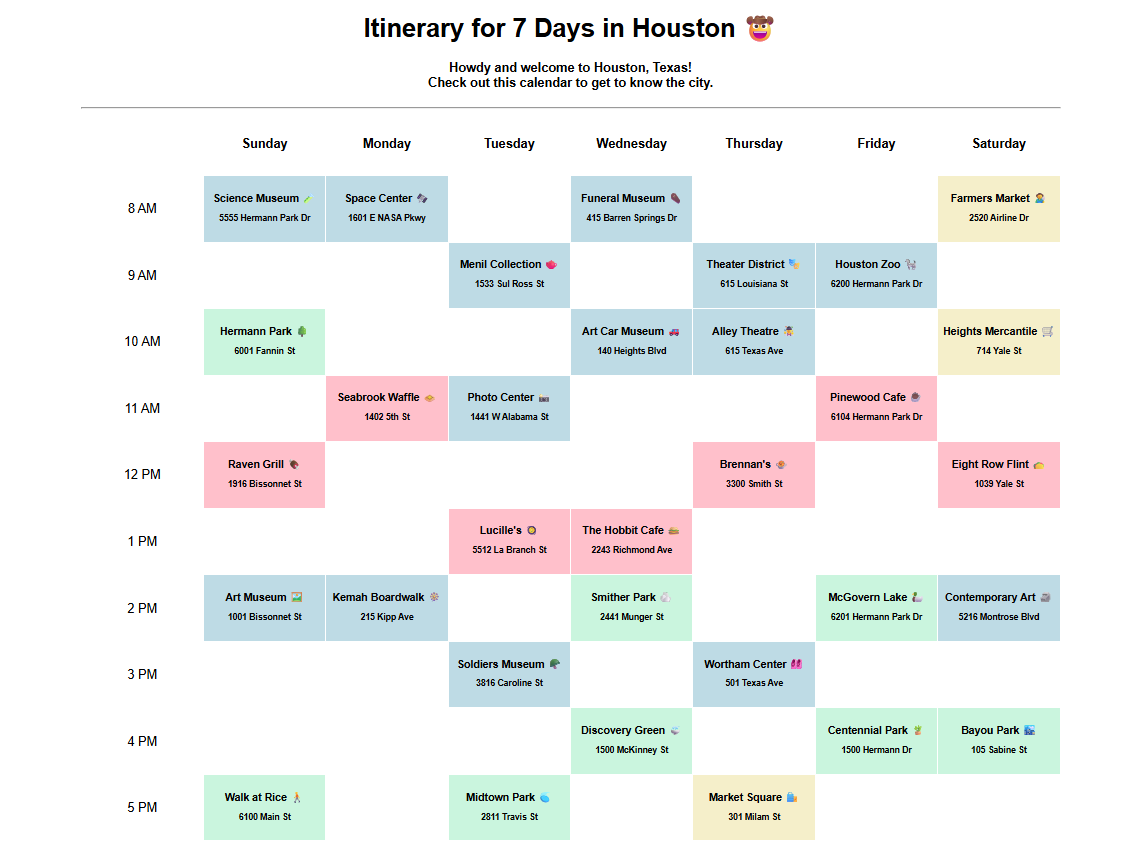 Itinerary for 7 Days in Houston 🤠
Howdy and welcome to Houston, Texas!
Check out this calendar to get to know the city.
Sunday Monday Tuesday Wednesday Thursday Friday Saturday
8 AM
Science Museum
5555 Hermann Park Dr
Space Center
1601 E NASA Pkwy
Funeral Museum
415 Barren Springs Dr
Farmers Market
2520 Airline Dr
9 AM
Menil Collection
1533 Sul Ross St
Theater District
615 Louisiana St
Houston Zoo
6200 Hermann Park Dr
10 AM
Hermann Park
6001 Fannin St
Art Car Museum
140 Heights Blvd
Alley Theatre
615 Texas Ave
Heights Mercantile
714 Yale St
11 AM
Seabrook Waffle
1402 5th St
Photo Center
1441 W Alabama St
Pinewood Cafe
6104 Hermann Park Dr
12 PM
Raven Grill
1916 Bissonnet St
Brennan's
3300 Smith St
Eight Row Flint
1039 Yale St
1 PM
Lucille's
5512 La Branch St
The Hobbit Cafe
2243 Richmond Ave
2 PM
Art Museum
1001 Bissonnet St
Kemah Boardwalk
215 Kipp Ave
Smither Park
2441 Munger St
McGovern Lake
6201 Hermann Park Dr
Contemporary Art
5216 Montrose Blvd
3 PM
Soldiers Museum
3816 Caroline St
Wortham Center
501 Texas Ave
4 PM
Discovery Green
1500 McKinney St
Centennial Park
1500 Hermann Dr
Bayou Park
105 Sabine St
5 PM
Walk at Rice
6100 Main St
Midtown Park
2811 Travis St
Market Square
301 Milam St